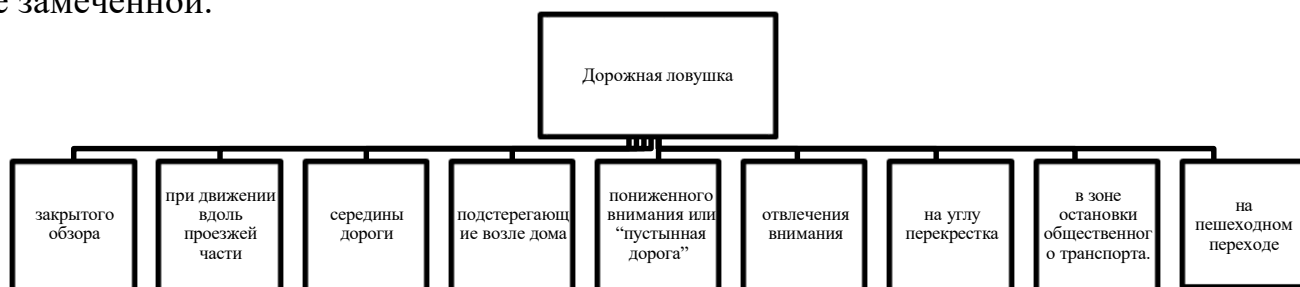 е замеченной.
Дорожная ловушка
закрытого
обзора
при движении
вдоль
проезжей
части
середины
дороги
подстерегающ
ие возле дома
пониженного
внимания или
“пустынная
дорога”
отвлечения
внимания
на углу
перекрестка
в зоне
остановки
общественног
о транспорта.
на
пешеходном
переходе